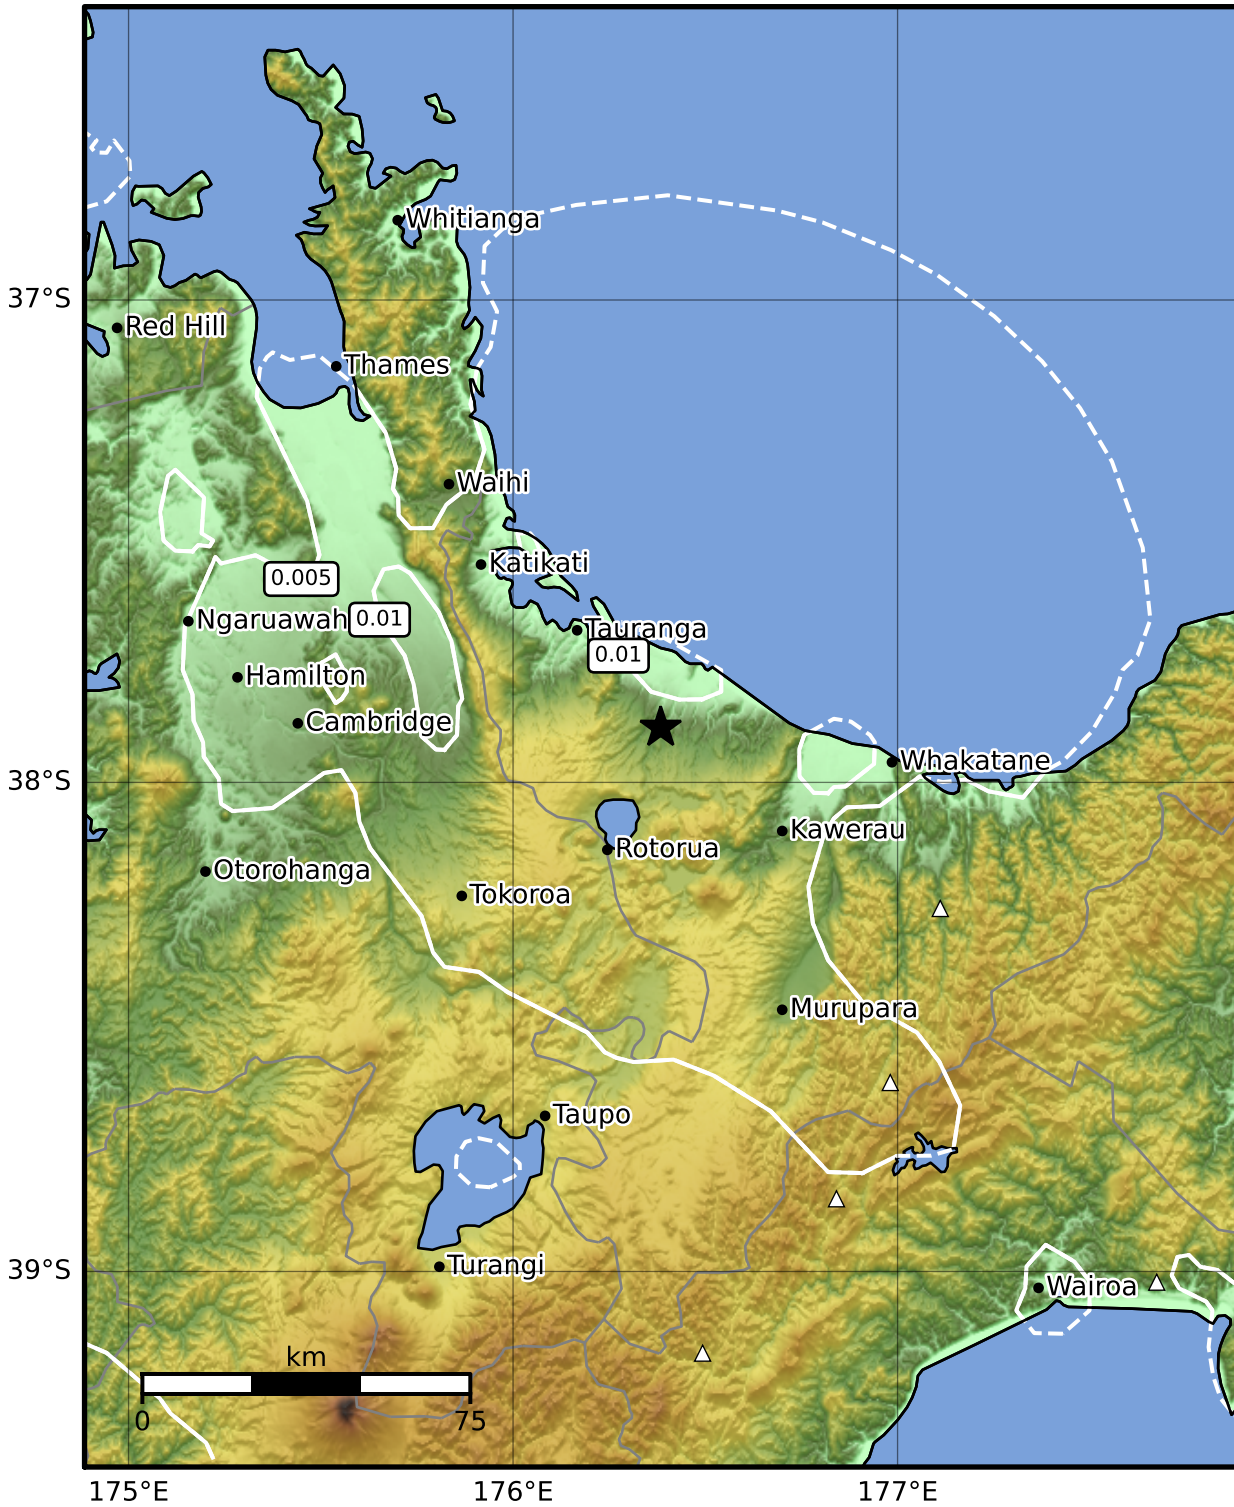 Whitianga
37°S
Red Hill
Thames
Waihi
Katikati
0.005
Ngaruawah
0.01
Tauranga
0.01
Hamilton
Cambridge
Whakatane
38°S
Kawerau
Rotorua
Otorohanga
Tokoroa
Murupara
Taupo
Turangi
39°S
Wairoa
km
0
75
175°E
176°E
177°E